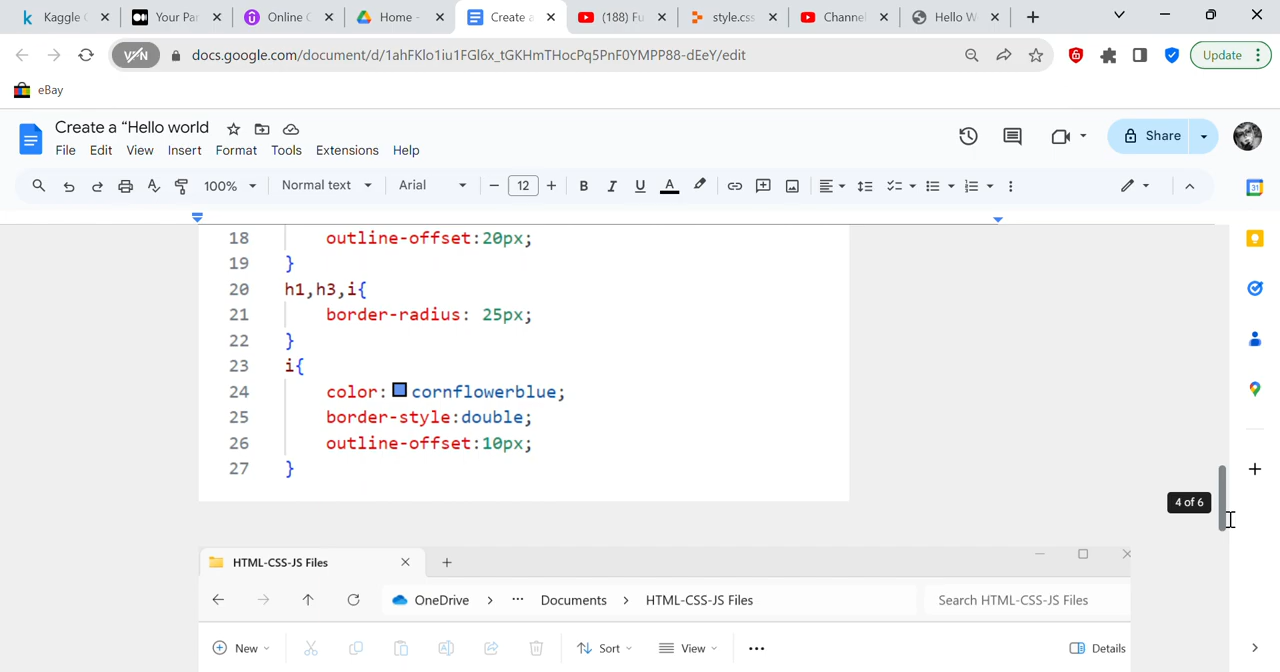 Kaggle
Your Par
Online C
Home -
Create a
(188) Fu
style.css
Channel
Hello W
VPN
docs.google.com/document/d/1ahFKlo1iu1FGl6x_tGKHmTHocPq5PnF0YMPP88-dEeY/edit
Update
eBay
Create a “Hello world
File Edit View Insert Format Tools Extensions Help
Share
100% Normal text Arial 12 B I U A
31
18 outline-offset:20px;
19 }
20 h1,h3,i{
21 border-radius: 25px;
22 }
23 i{
24 color: cornflowerblue;
25 border-style:double;
26 outline-offset:10px;
27 }
4 of 6
HTML-CSS-JS Files
OneDrive > ... Documents > HTML-CSS-JS Files
Search HTML-CSS-JS Files
New
Sort
View
Details